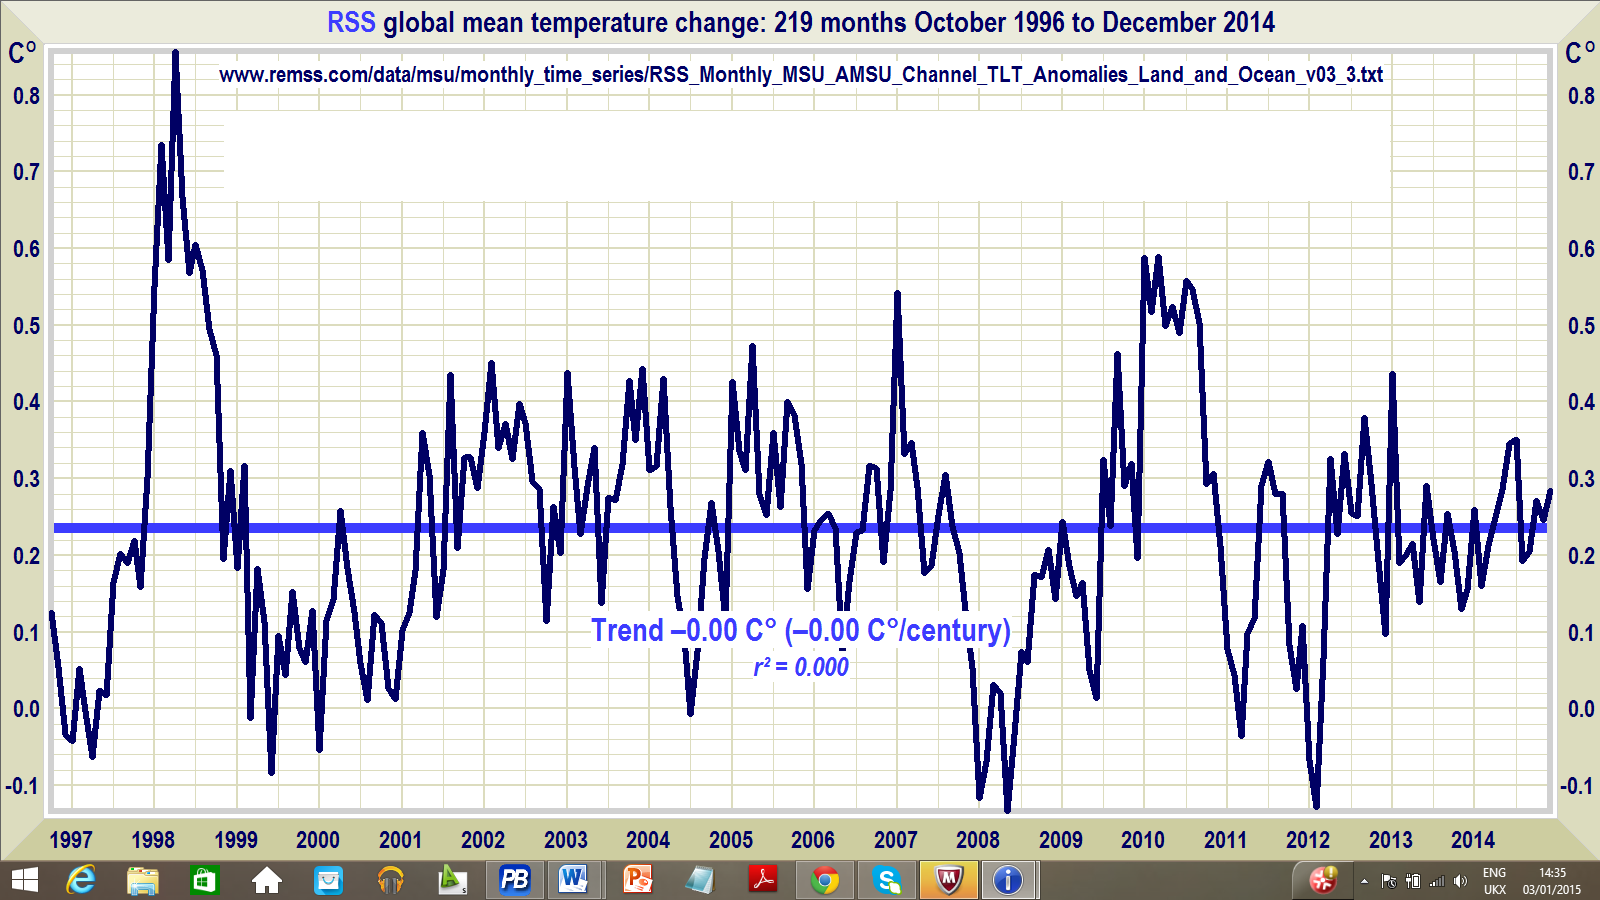 RSS global mean temperature change: 219 months October 1996 to December 2014
C° C°
www.remss.com/data/msu/monthly_time_series/RSS_Monthly_MSU_AMSU_Channel_TLT_Anomalies_Land_and_Ocean_v03_3.txt
0.8 0.8
0.7 0.7
0.6 0.6
0.5 0.5
0.4 0.4
0.3 0.3
0.2 0.2
0.1 0.1
Trend –0.00 C° (–0.00 C°/century)
r² = 0.000
0.0 0.0
-0.1 -0.1
1997 1998 1999 2000 2001 2002 2003 2004 2005 2006 2007 2008 2009 2010 2011 2012 2013 2014
A s PB W P S M i
ENG 14:35
UKX 03/01/2015